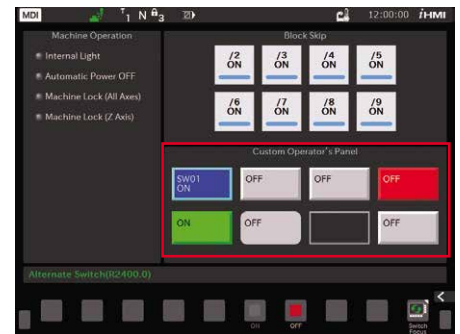 MDI
T1 N B3
12:00:00 iHMI
Machine Operation
Internal Light
Automatic Power OFF
Machine Lock (All Axes)
Machine Lock (Z Axis)
Block Skip
/2 ON
/3 ON
/4 ON
/5 ON
/6 ON
/7 ON
/8 ON
/9 ON
Custom Operator's Panel
SW01 ON
OFF
OFF
OFF
ON
OFF
OFF
Alternate Switch(R2400.0)
ON
OFF
Switch Focus